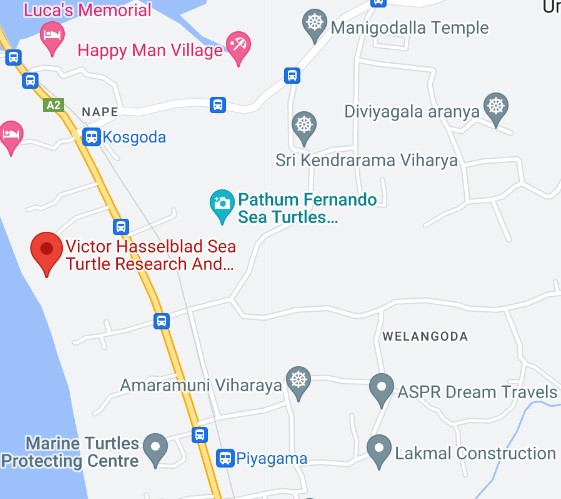 Luca's Memorial
Ur
Manigodalla Temple
Happy Man Village
A2
NAPE
Diviyagala aranya
Kosgoda
Sri Kendrarama Viharya
Pathum Fernando
Sea Turtles...
Victor Hasselblad Sea
Turtle Research And...
WELANGODA
Amaramuni Viharaya
ASPR Dream Travels
Marine Turtles
Protecting Centre
Piyagama
Lakmal Construction